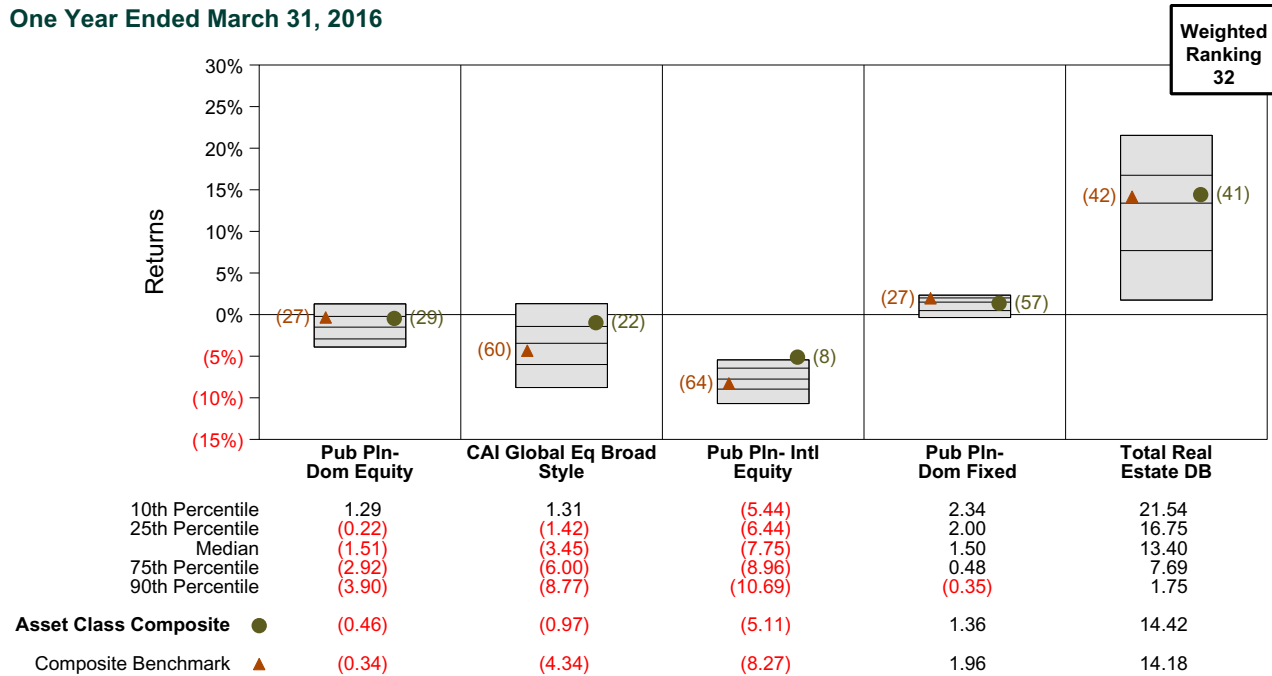 One Year Ended March 31, 2016
Weighted
Ranking
32
30%
25%
20%
15%
10%
5%
0%
(5%)
(10%)
(15%)
Returns
(27)
(29)
(60)
(22)
(64)
(8)
(27)
(57)
(42)
(41)
Pub Pln-
Dom Equity
CAI Global Eq Broad
Style
Pub Pln- Intl
Equity
Pub Pln-
Dom Fixed
Total Real
Estate DB
10th Percentile 1.29 1.31 (5.44) 2.34 21.54
25th Percentile (0.22) (1.42) (6.44) 2.00 16.75
Median (1.51) (3.45) (7.75) 1.50 13.40
75th Percentile (2.92) (6.00) (8.96) 0.48 7.69
90th Percentile (3.90) (8.77) (10.69) (0.35) 1.75
Asset Class Composite (0.46) (0.97) (5.11) 1.36 14.42
Composite Benchmark (0.34) (4.34) (8.27) 1.96 14.18